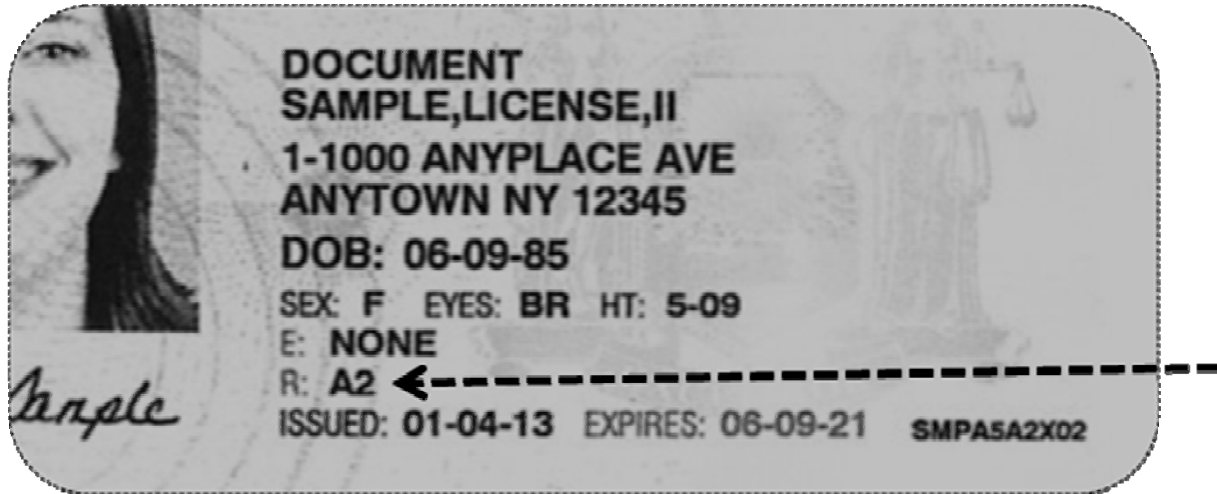 DOCUMENT
SAMPLE,LICENSE,II
1-1000 ANYPLACE AVE
ANYTOWN NY 12345
DOB: 06-09-85
SEX: F EYES: BR HT: 5-09
E: NONE
R: A2
Sample
ISSUED: 01-04-13 EXPIRES: 06-09-21 SMPA5A2X02